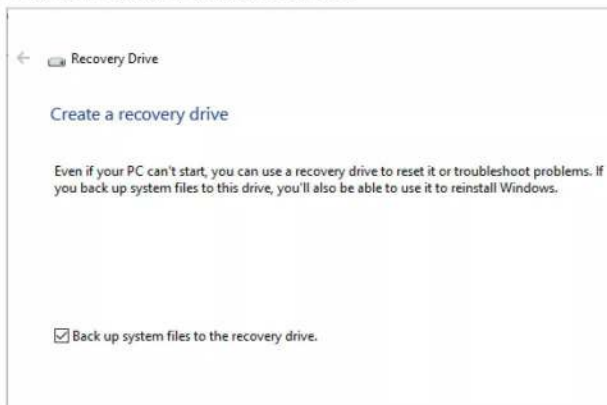 Recovery Drive
Create a recovery drive
Even if your PC can't start, you can use a recovery drive to reset it or troubleshoot problems. If
you back up system files to this drive, you'll also be able to use it to reinstall Windows.
Back up system files to the recovery drive.